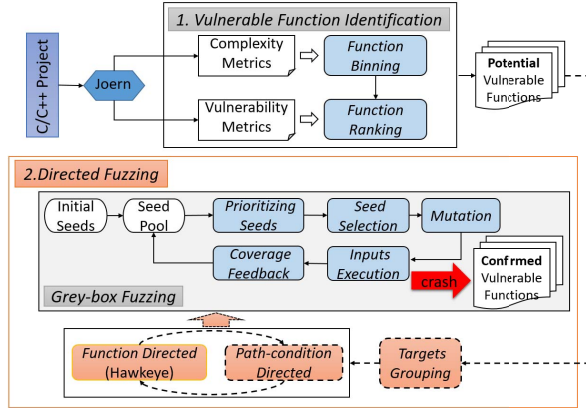 1. Vulnerable Function Identification
C/C++ Project
Joern
Complexity
Metrics
Function
Binning
Vulnerability
Metrics
Function
Ranking
Potential
Vulnerable
Functions
2.Directed Fuzzing
Initial
Seeds
Seed
Pool
Prioritizing
Seeds
Seed
Selection
Mutation
Coverage
Feedback
Inputs
Execution
crash
Confrmed
Vulnerable
Functions
Grey-box Fuzzing
Function Directed
(Hawkeye)
Path-condition
Directed
Targets
Grouping